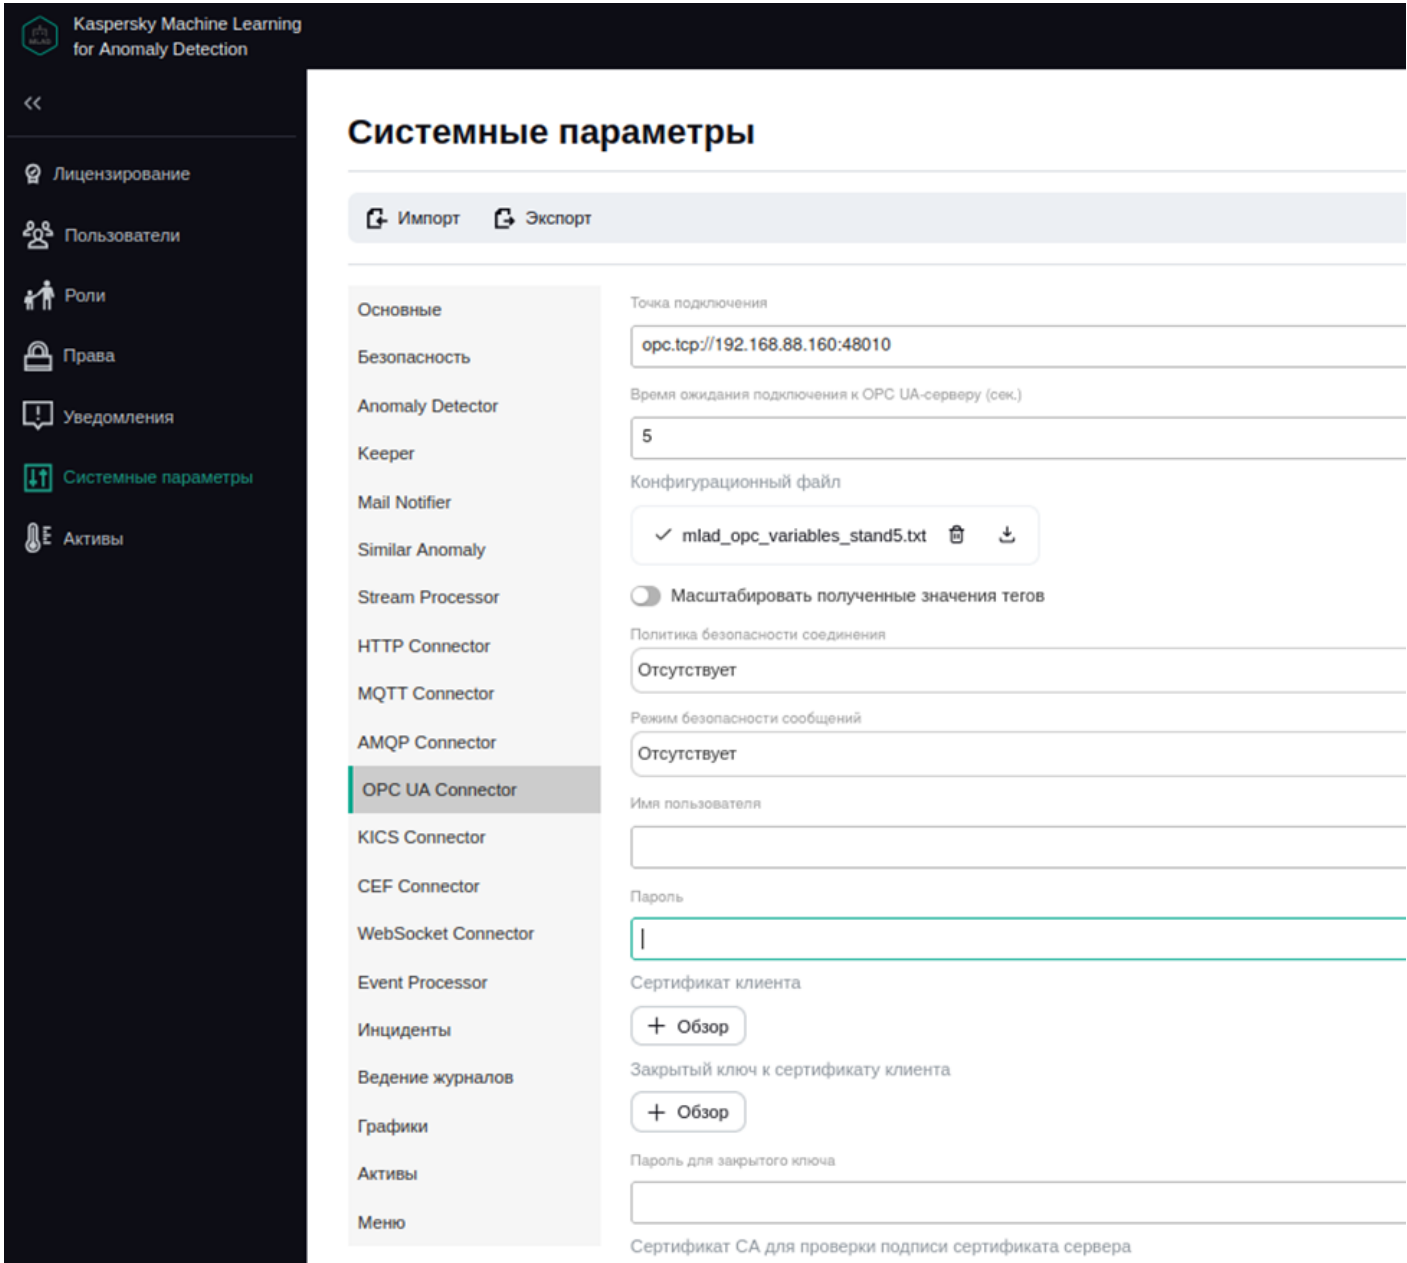 Kaspersky Machine Learning
for Anomaly Detection
Лицензирование
Пользователи
Роли
Права
Уведомления
Системные параметры
Активы
Системные параметры
Импорт
Экспорт
Основные
Безопасность
Anomaly Detector
Keeper
Mail Notifier
Similar Anomaly
Stream Processor
HTTP Connector
MQTT Connector
AMQP Connector
OPC UA Connector
KICS Connector
CEF Connector
WebSocket Connector
Event Processor
Инциденты
Ведение журналов
Графики
Активы
Меню
Точка подключения
opc.tcp://192.168.88.160:48010
Время ожидания подключения к OPC UA-серверу (сек.)
5
Конфигурационный файл
mlad_opc_variables_stand5.txt
Масштабировать полученные значения тегов
Политика безопасности соединения
Отсутствует
Режим безопасности сообщений
Отсутствует
Имя пользователя
Пароль
Сертификат клиента
+ Обзор
Закрытый ключ к сертификату клиента
+ Обзор
Пароль для закрытого ключа
Сертификат CA для проверки подписи сертификата сервера